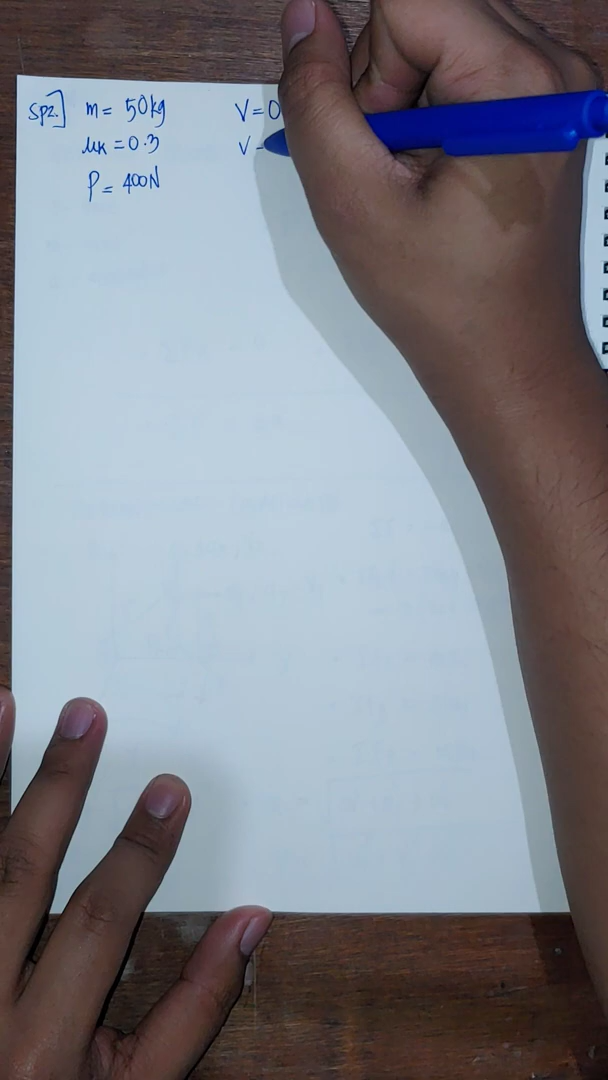 SP2.] m = 50kg V = 0
μk = 0.3 V =
P = 400N